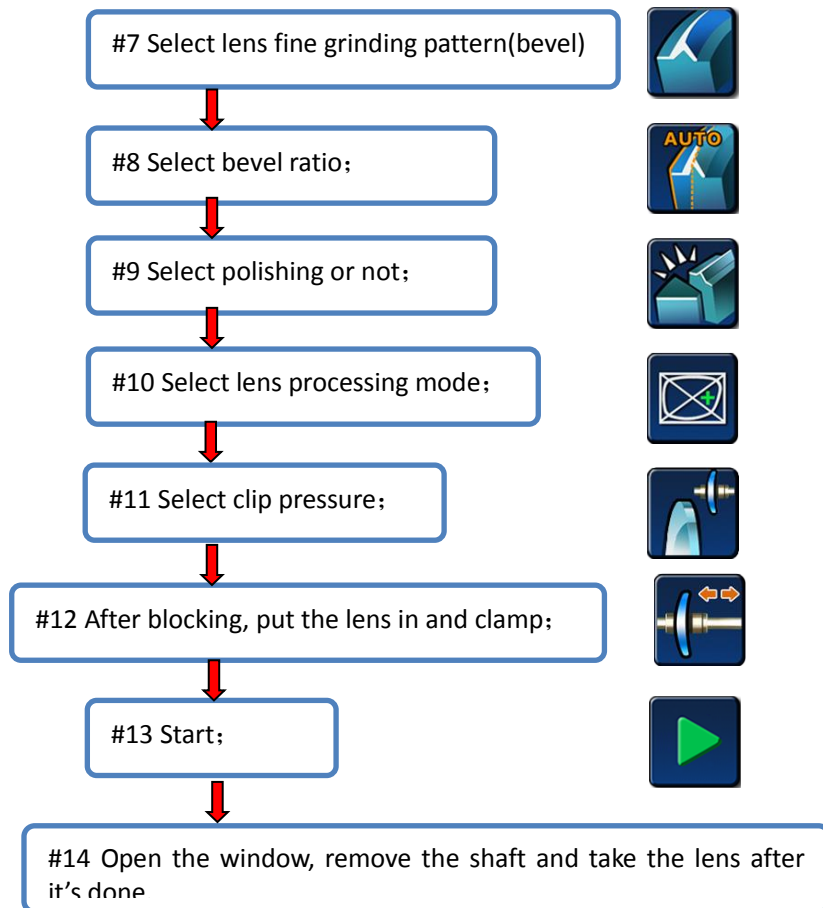 #7 Select lens fine grinding pattern(bevel)
#8 Select bevel ratio；
AUTO
#9 Select polishing or not；
#10 Select lens processing mode；
#11 Select clip pressure；
#12 After blocking, put the lens in and clamp；
#13 Start；
#14 Open the window, remove the shaft and take the lens after
it's done